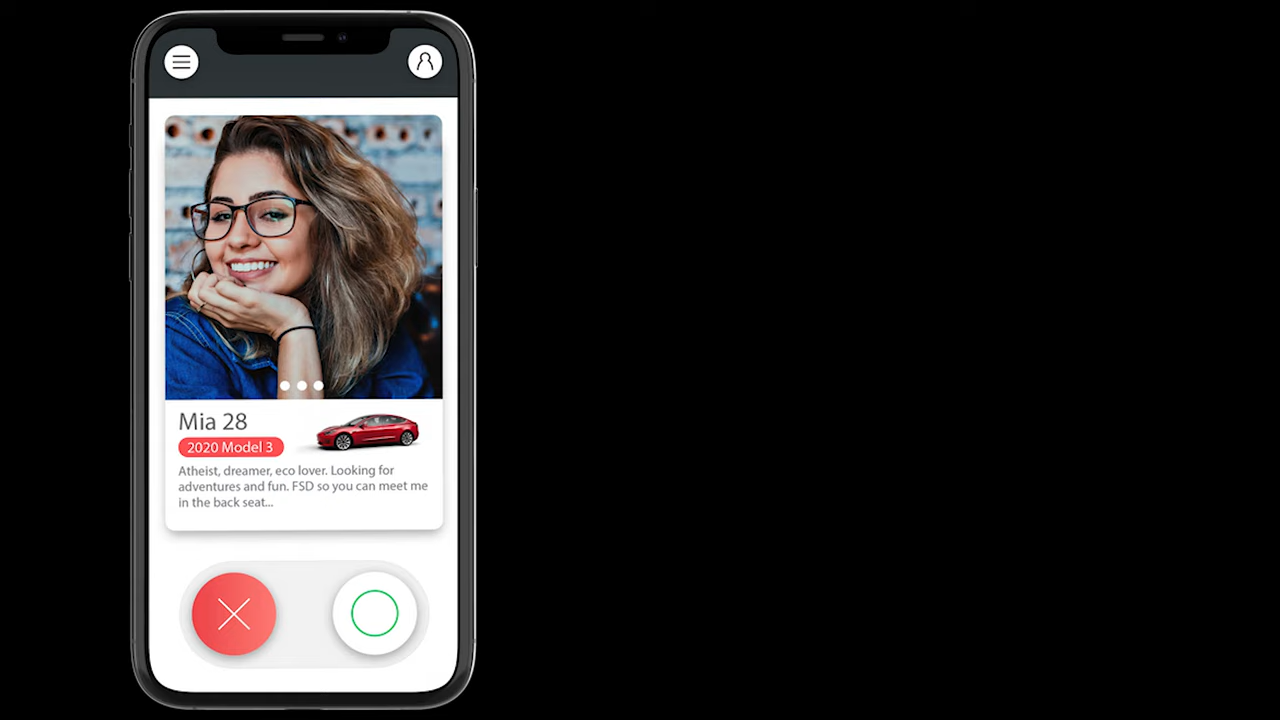 Mia 28
2020 Model 3
Atheist, dreamer, eco lover. Looking for
adventures and fun. FSD so you can meet me
in the back seat...